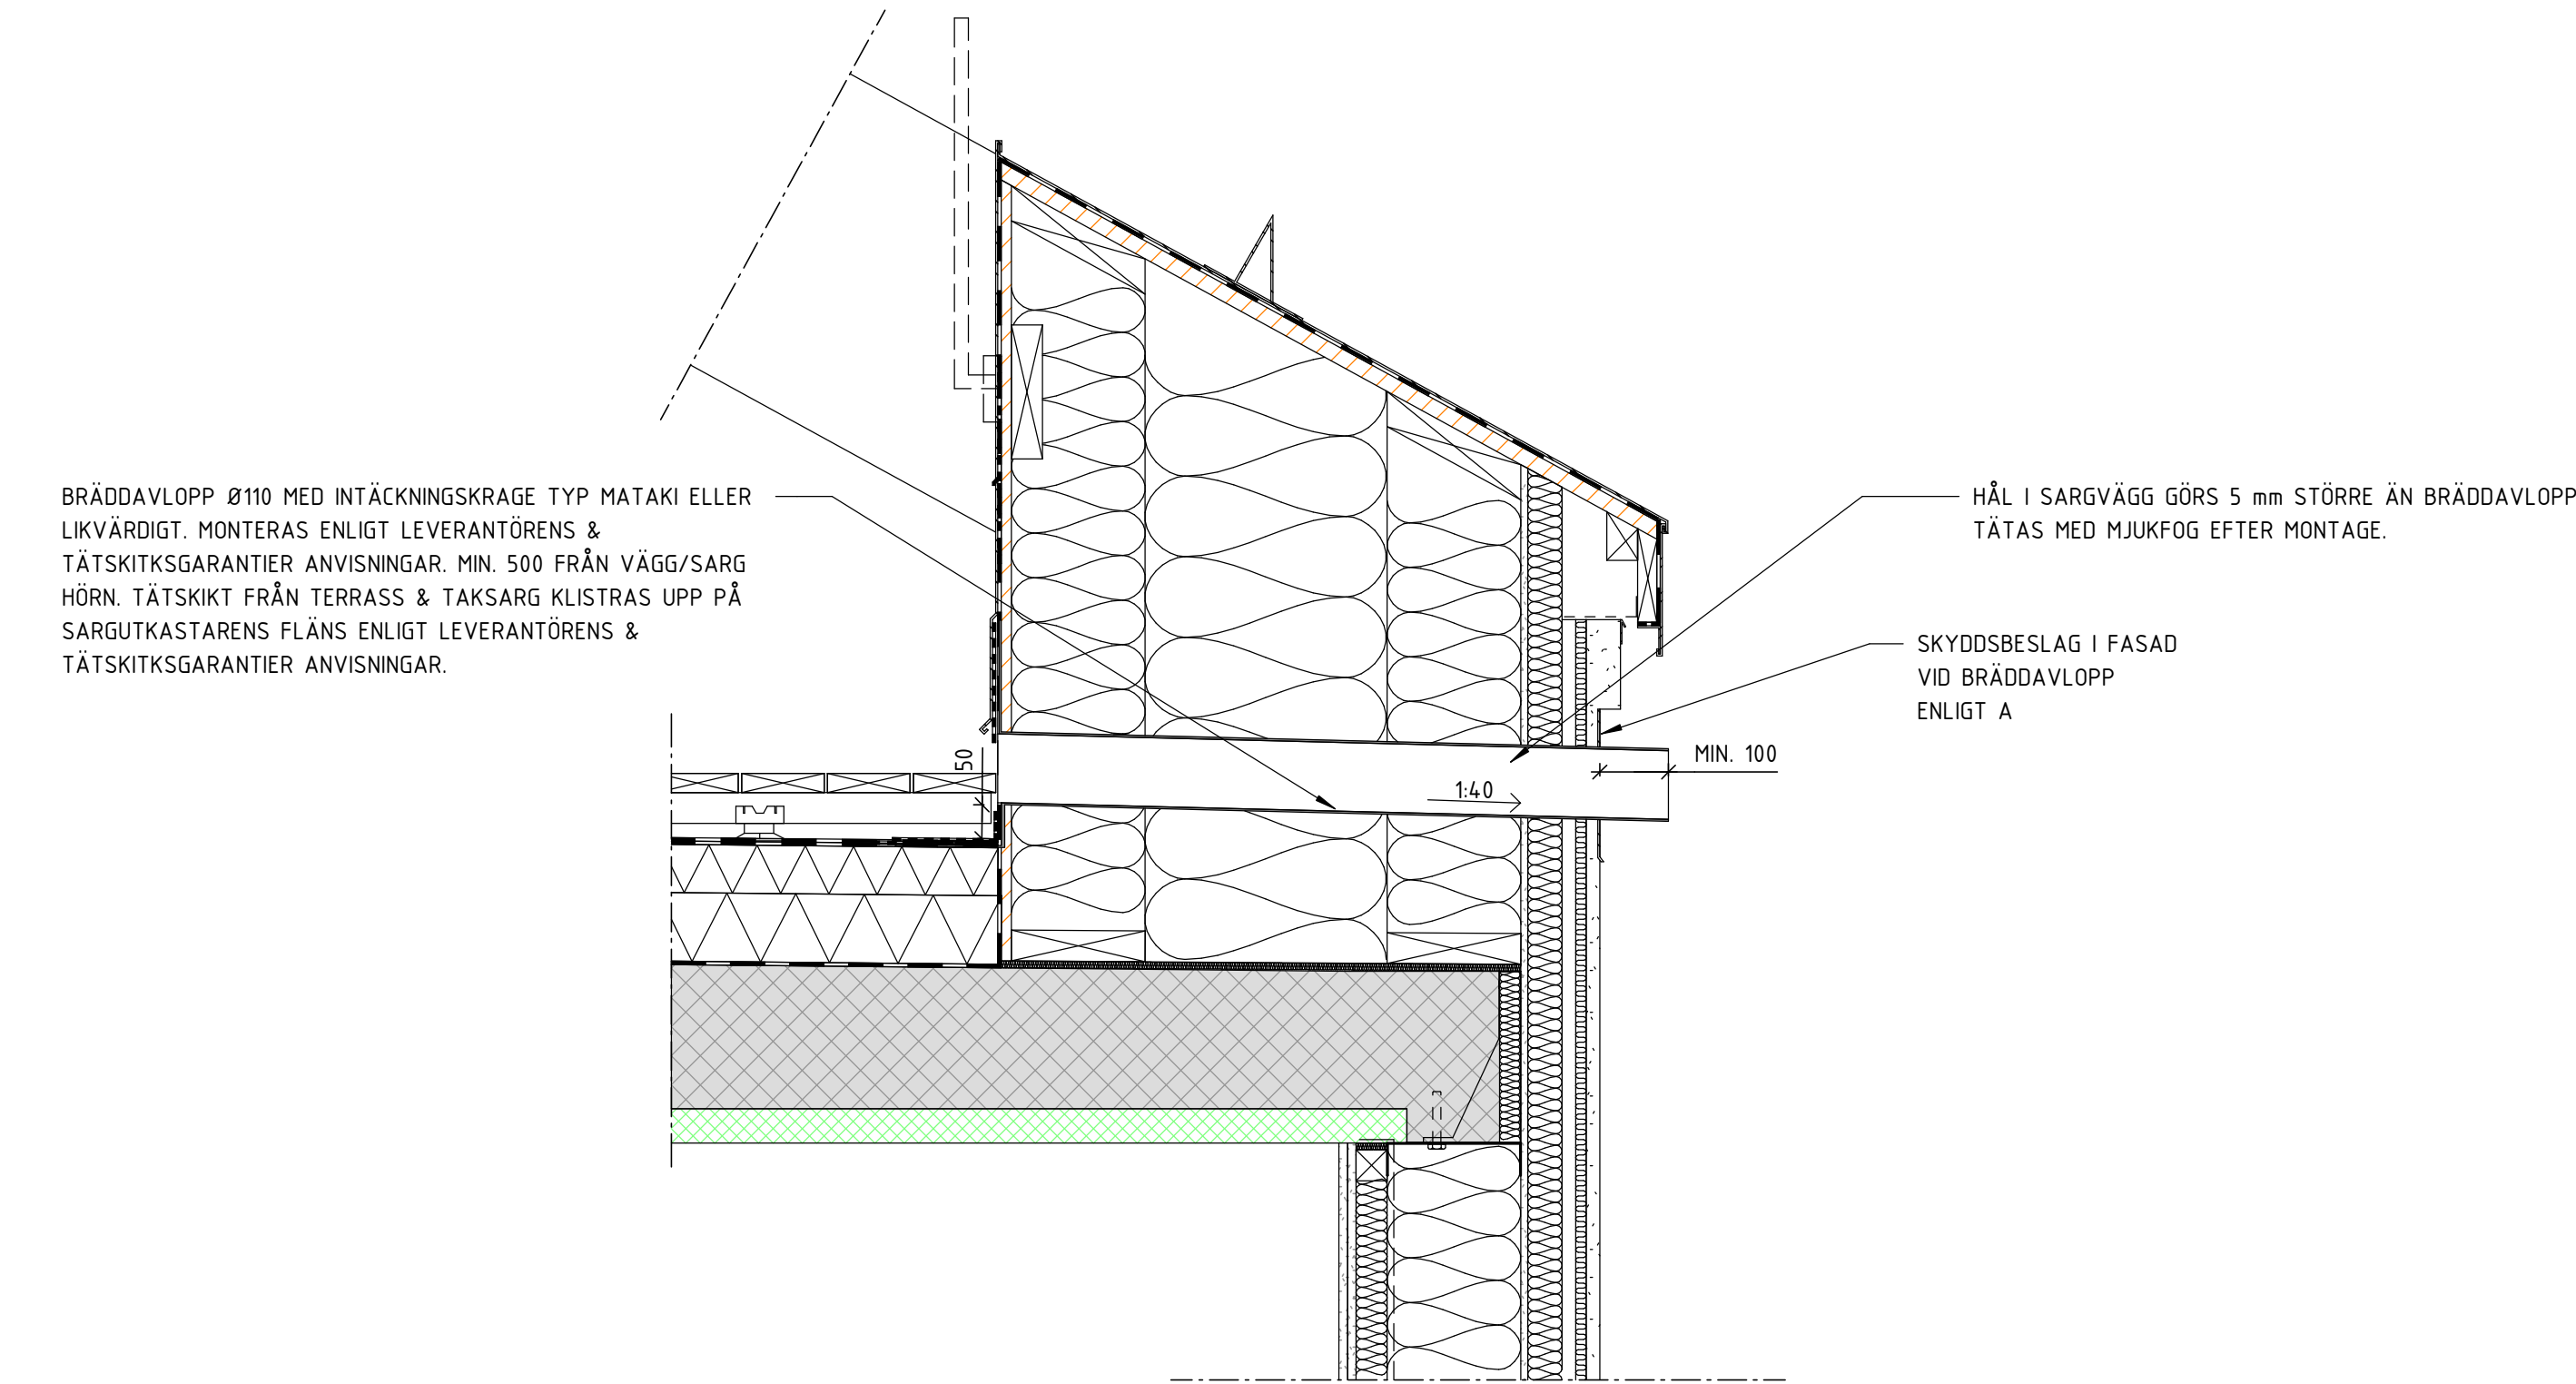 BRÄDDAVLOPP Ø110 MED INTÄCKNINGSKRAGE TYP MATAKI ELLER
LIKVÄRDIGT. MONTERAS ENLIGT LEVERANTÖRENS &
TÄTSKITKSGARANTIER ANVISNINGAR. MIN. 500 FRÅN VÄGG/SARG
HÖRN. TÄTSKIKT FRÅN TERRASS & TAKSARG KLISTRAS UPP PÅ
SARGUTKASTARENS FLÄNS ENLIGT LEVERANTÖRENS &
TÄTSKITKSGARANTIER ANVISNINGAR.
HÅL I SARGVÄGG GÖRS 5 mm STÖRRE ÄN BRÄDDAVLOPP
TÄTAS MED MJUKFOG EFTER MONTAGE.
SKYDDSBESLAG I FASAD
VID BRÄDDAVLOPP
ENLIGT A
50
1:40
MIN. 100